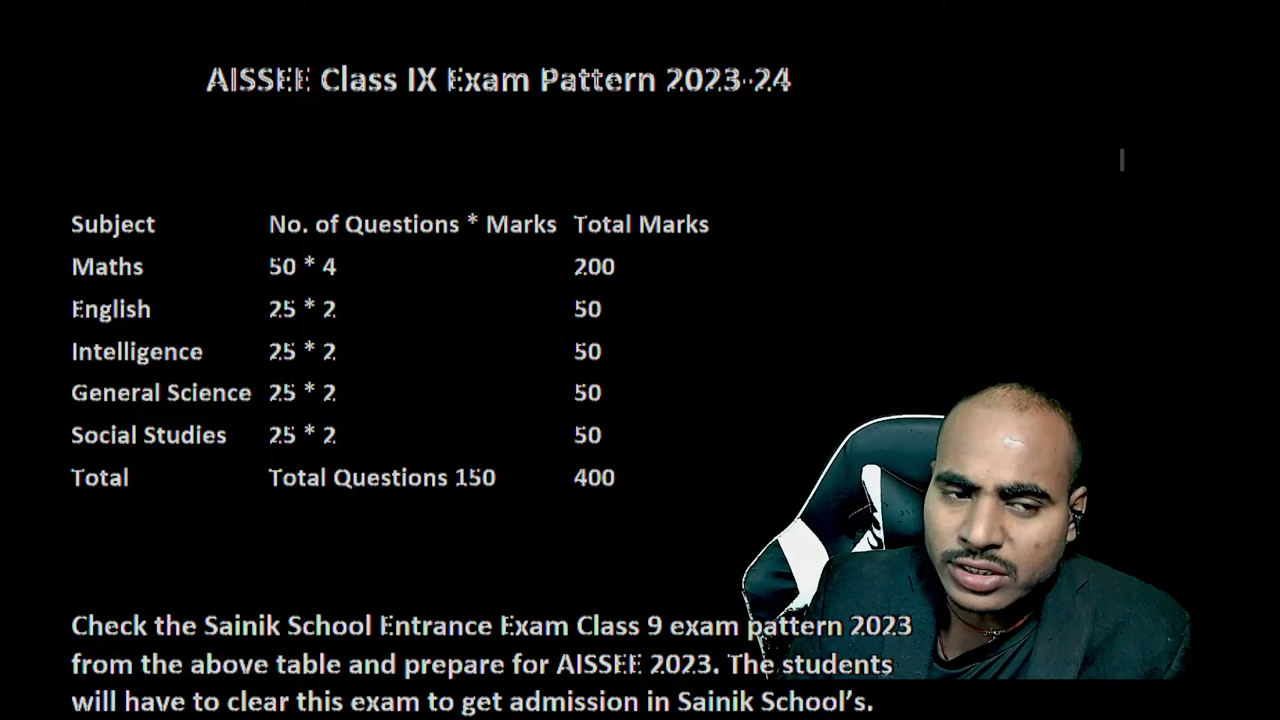 AISSEE Class IX Exam Pattern 2023-24
Subject No. of Questions * Marks Total Marks
Maths 50 * 4 200
English 25 * 2 50
Intelligence 25 * 2 50
General Science 25 * 2 50
Social Studies 25 * 2 50
Total Total Questions 150 400
Check the Sainik School Entrance Exam Class 9 exam pattern 2023
from the above table and prepare for AISSEE 2023. The students
will have to clear this exam to get admission in Sainik School’s.